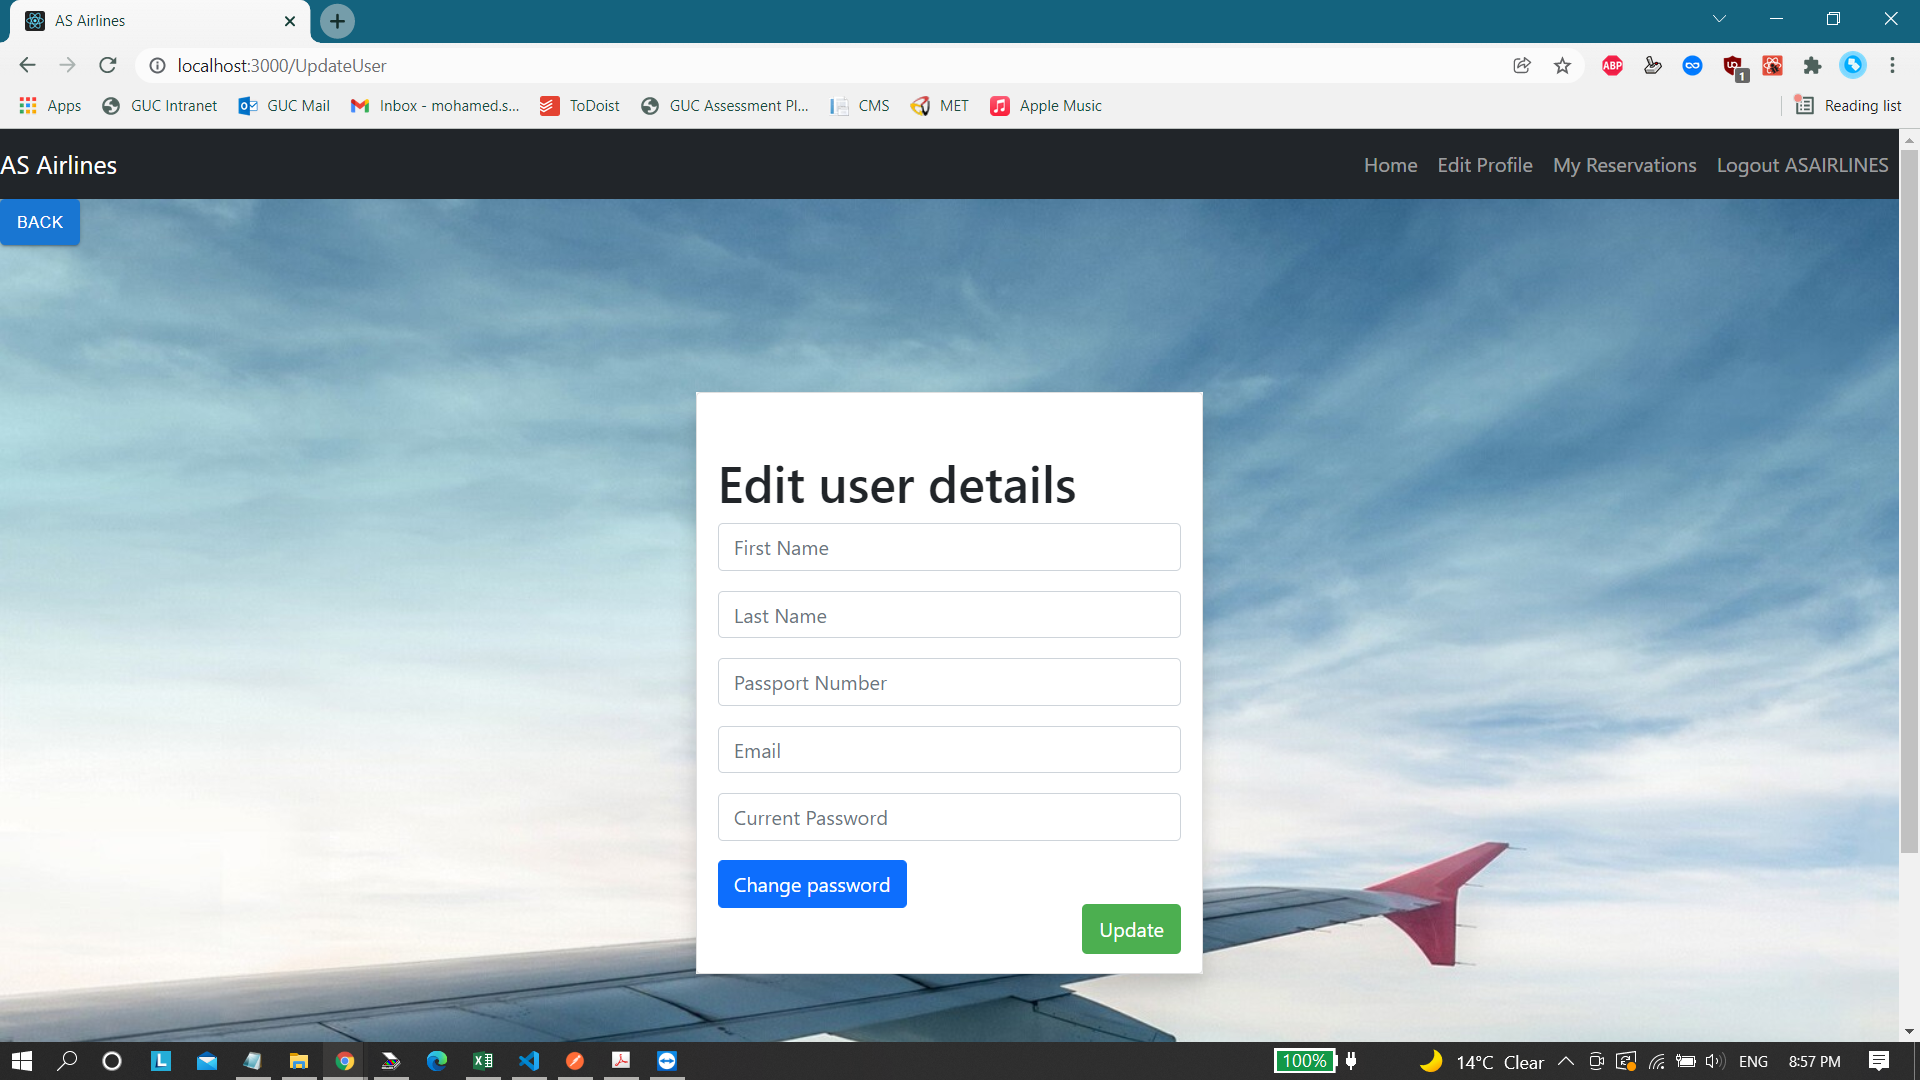 AS Airlines
localhost:3000/UpdateUser
ABP
1
Apps
GUC Intranet
GUC Mail
Inbox - mohamed.s...
ToDoist
GUC Assessment Pl...
CMS
MET
Apple Music
Reading list
AS Airlines
Home
Edit Profile
My Reservations
Logout ASAIRLINES
BACK
Edit user details
First Name
Last Name
Passport Number
Email
Current Password
Change password
Update
L
100%
14°C Clear
ENG
8:57 PM